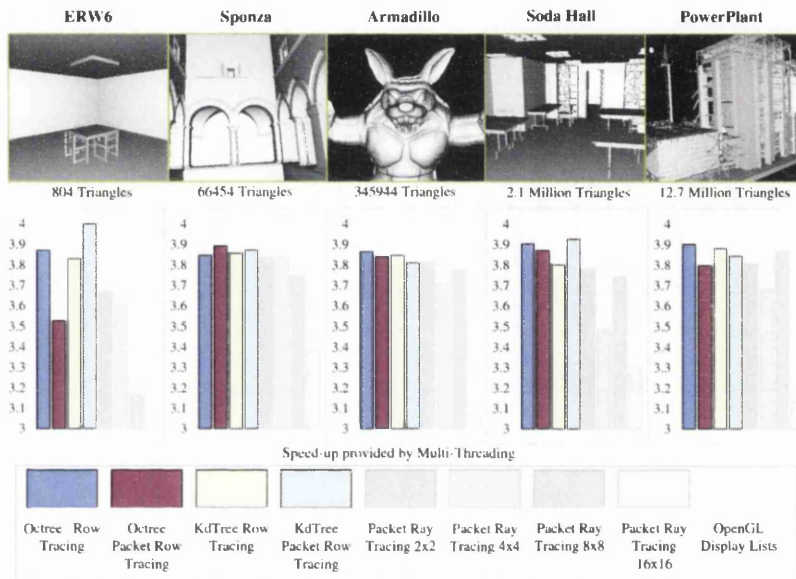 ERW6 Sponza Armadillo Soda Hall PowerPlant
804 Triangles 66454 Triangles 345944 Triangles 2.1 Million Triangles 12.7 Million Triangles
4 4 4 4 4
3.9 3.9 3.9 3.9 3.9
3.8 3.8 3.8 3.8 3.8
3.7 3.7 3.7 3.7 3.7
3.6 3.6 3.6 3.6 3.6
3.5 3.5 3.5 3.5 3.5
3.4 3.4 3.4 3.4 3.4
3.3 3.3 3.3 3.3 3.3
3.2 3.2 3.2 3.2 3.2
3.1 3.1 3.1 3.1 3.1
3 3 3 3 3
Speed-up provided by Multi-Threading
Octree Row Octree KdTree Row KdTree Packet Ray Packet Ray Packet Ray Packet Ray OpenGL
Tracing Packet Row Tracing Packet Row Tracing 2x2 Tracing 4x4 Tracing 8x8 Tracing Display Lists
Tracing Tracing 16x16